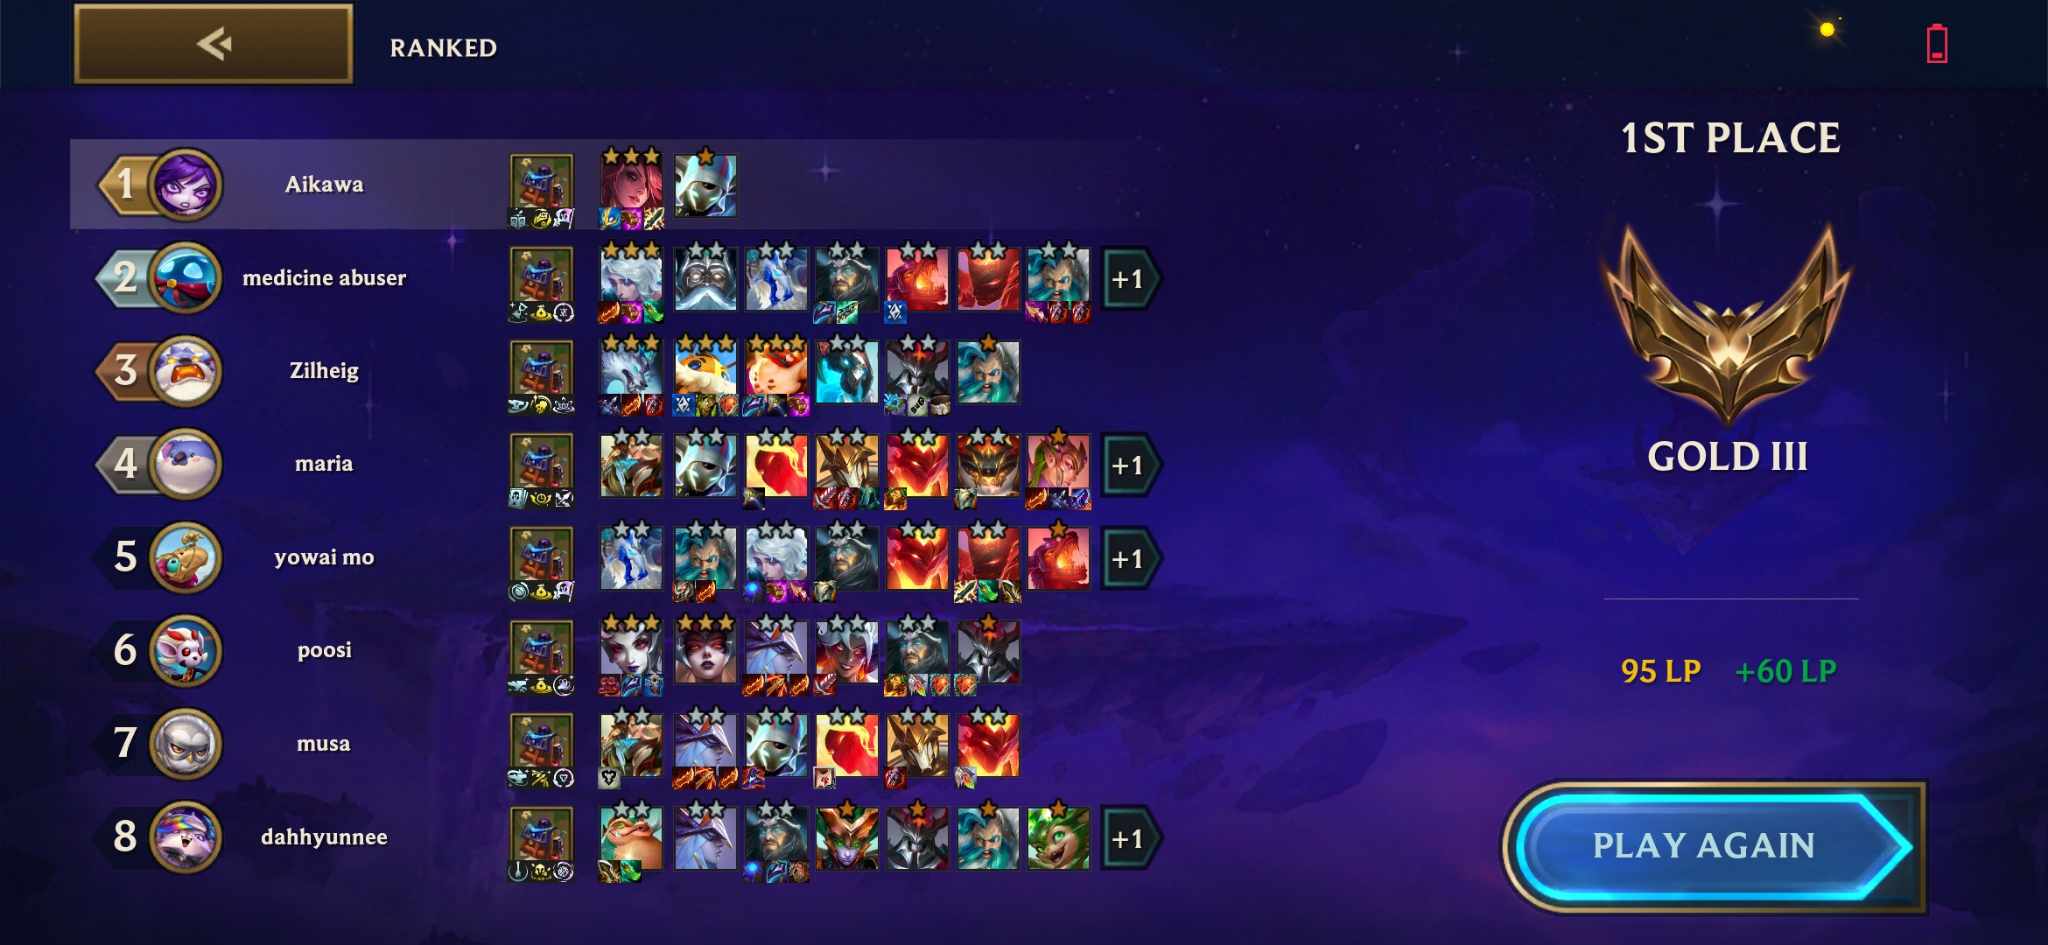 RANKED
1 Aikawa
2 medicine abuser +1
3 Zilheig
4 maria +1
5 yowai mo +1
6 poosi
7 musa
8 dahhyunnee +1
1ST PLACE
GOLD III
95 LP +60 LP
PLAY AGAIN